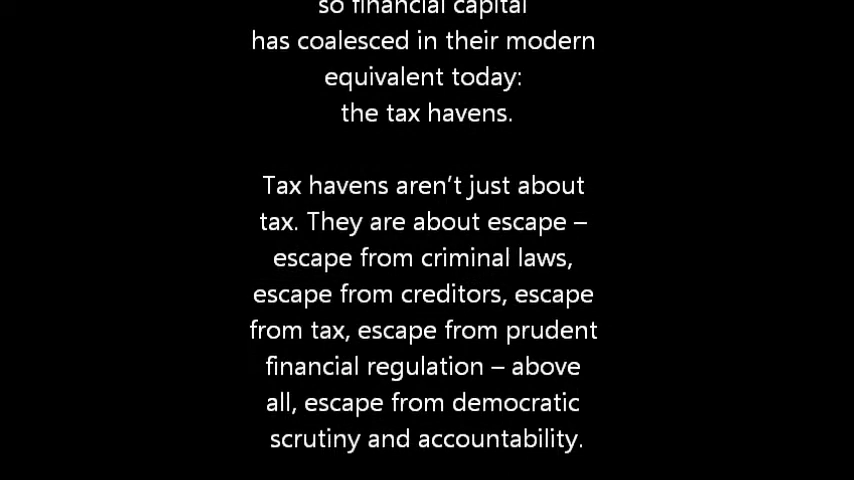 so financial capital
has coalesced in their modern
equivalent today:
the tax havens.
Tax havens aren’t just about
tax. They are about escape –
escape from criminal laws,
escape from creditors, escape
from tax, escape from prudent
financial regulation – above
all, escape from democratic
scrutiny and accountability.